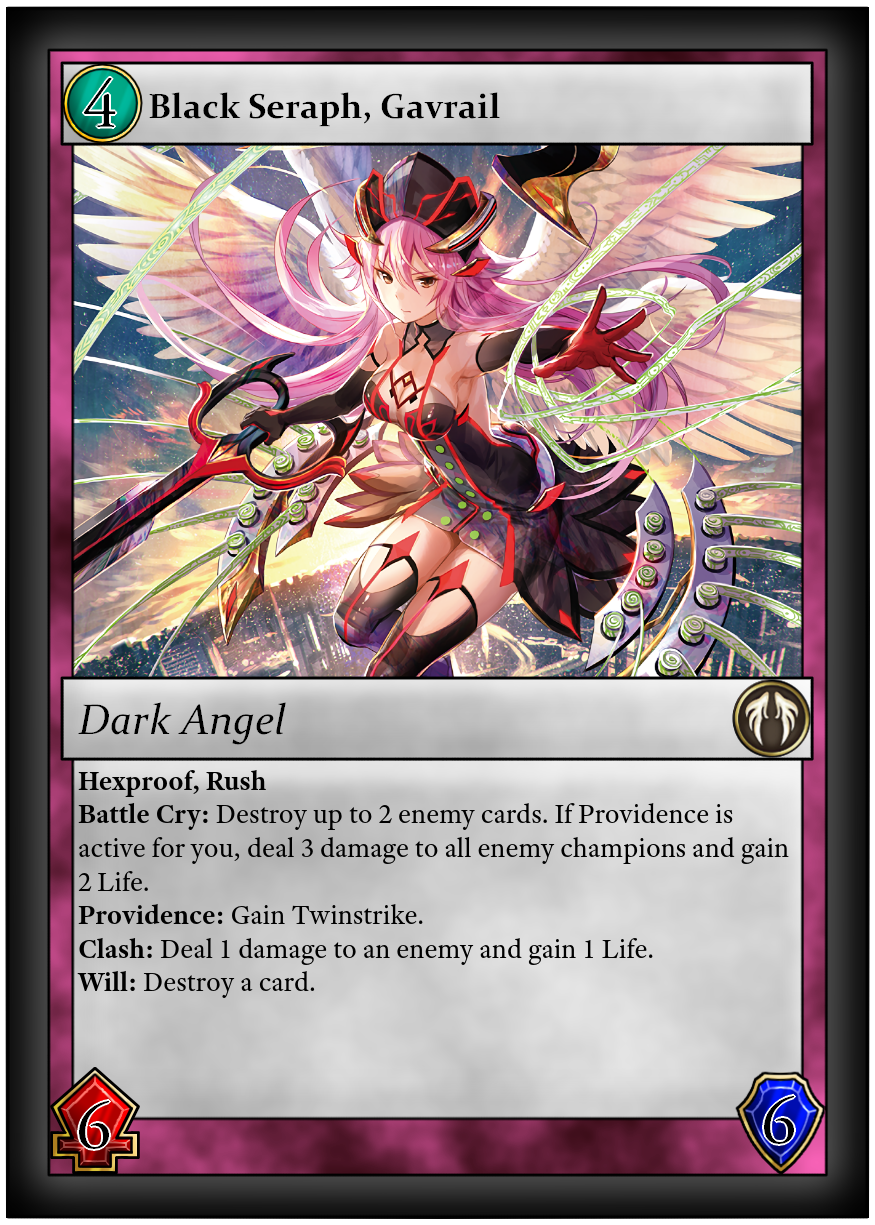 4
Black Seraph, Gavrail
Dark Angel
Hexproof, Rush
Battle Cry: Destroy up to 2 enemy cards. If Providence is
active for you, deal 3 damage to all enemy champions and gain
2 Life.
Providence: Gain Twinstrike.
Clash: Deal 1 damage to an enemy and gain 1 Life.
Will: Destroy a card.
6
6